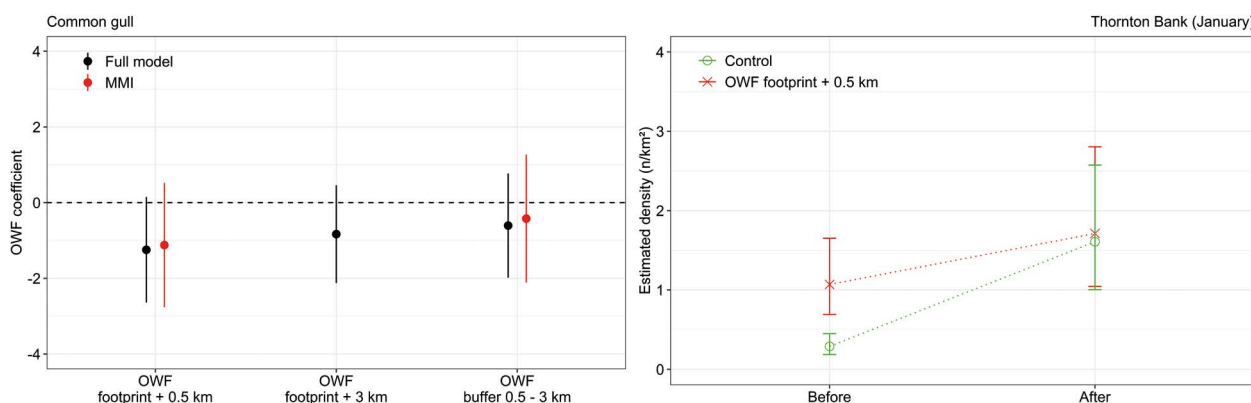 Common gull
4
2
0
-2
-4
OWF coefficient
Full model
MMI
OWF
footprint + 0.5 km
OWF
footprint + 3 km
OWF
buffer 0.5 - 3 km
Thornton Bank (January)
4
3
2
1
0
Estimated density (n/km²)
Control
OWF footprint + 0.5 km
Before
After